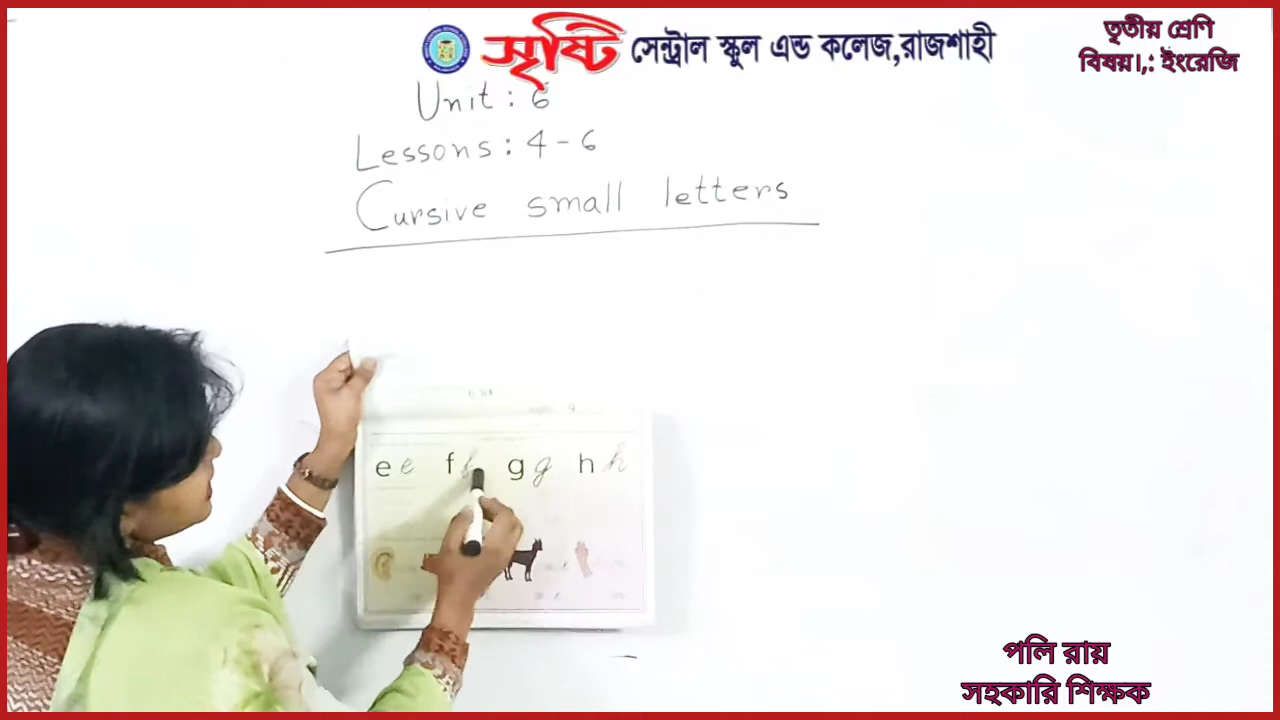 সৃষ্টি সেন্ট্রাল স্কুল এন্ড কলেজ,রাজশাহী
তৃতীয় শ্রেণি
বিষয়।,: ইংরেজি
Unit : 6
Lessons : 4 - 6
Cursive small letters
e e f f g g h h
পলি রায়
সহকারি শিক্ষক